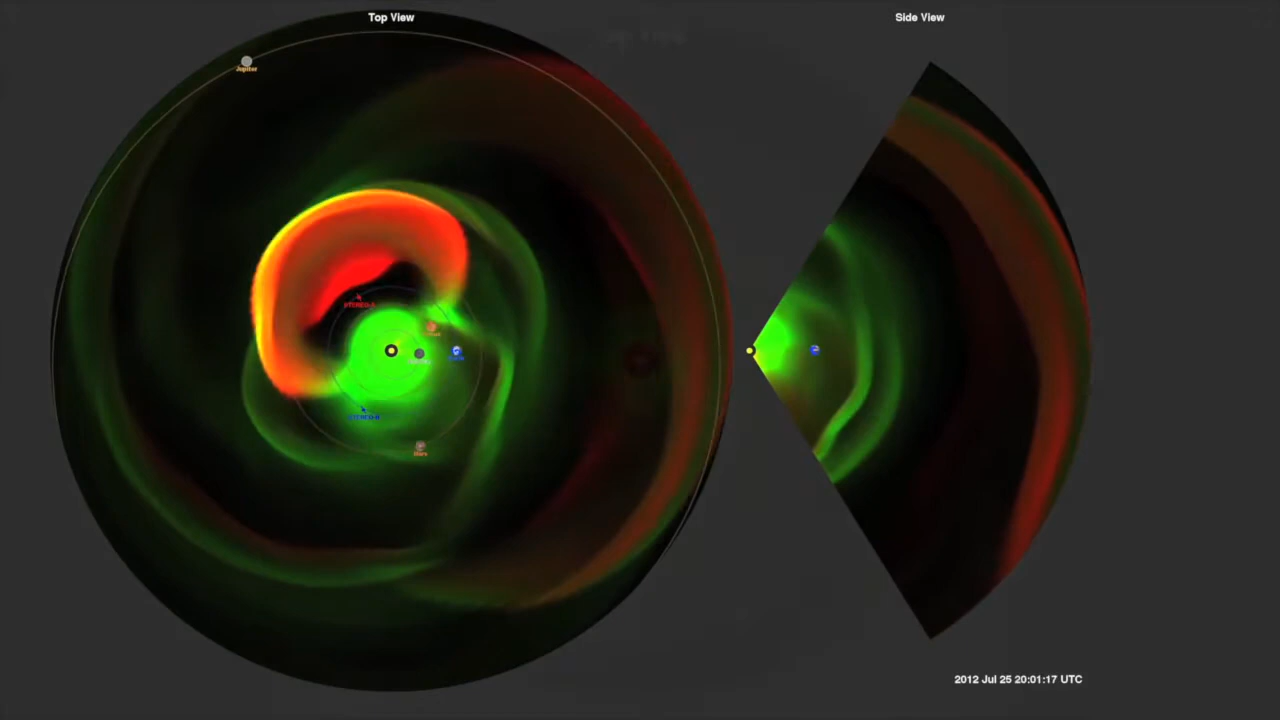 Top View
Side View
Jupiter
STEREO-A
STEREO-B
Mars
2012 Jul 25 20:01:17 UTC